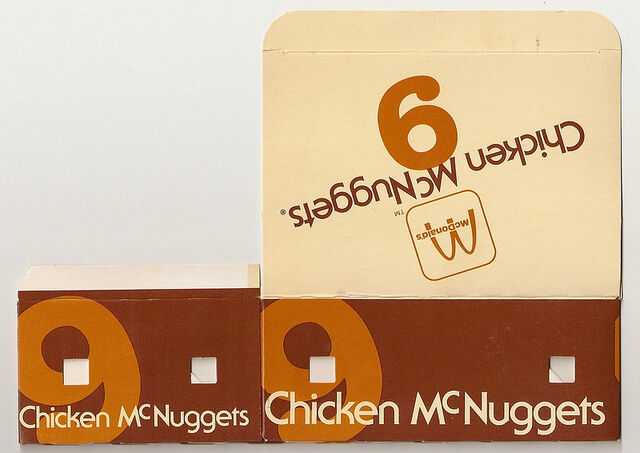 McDonald's ™
Chicken McNuggets®
9
9
Chicken McNuggets
9
Chicken McNuggets